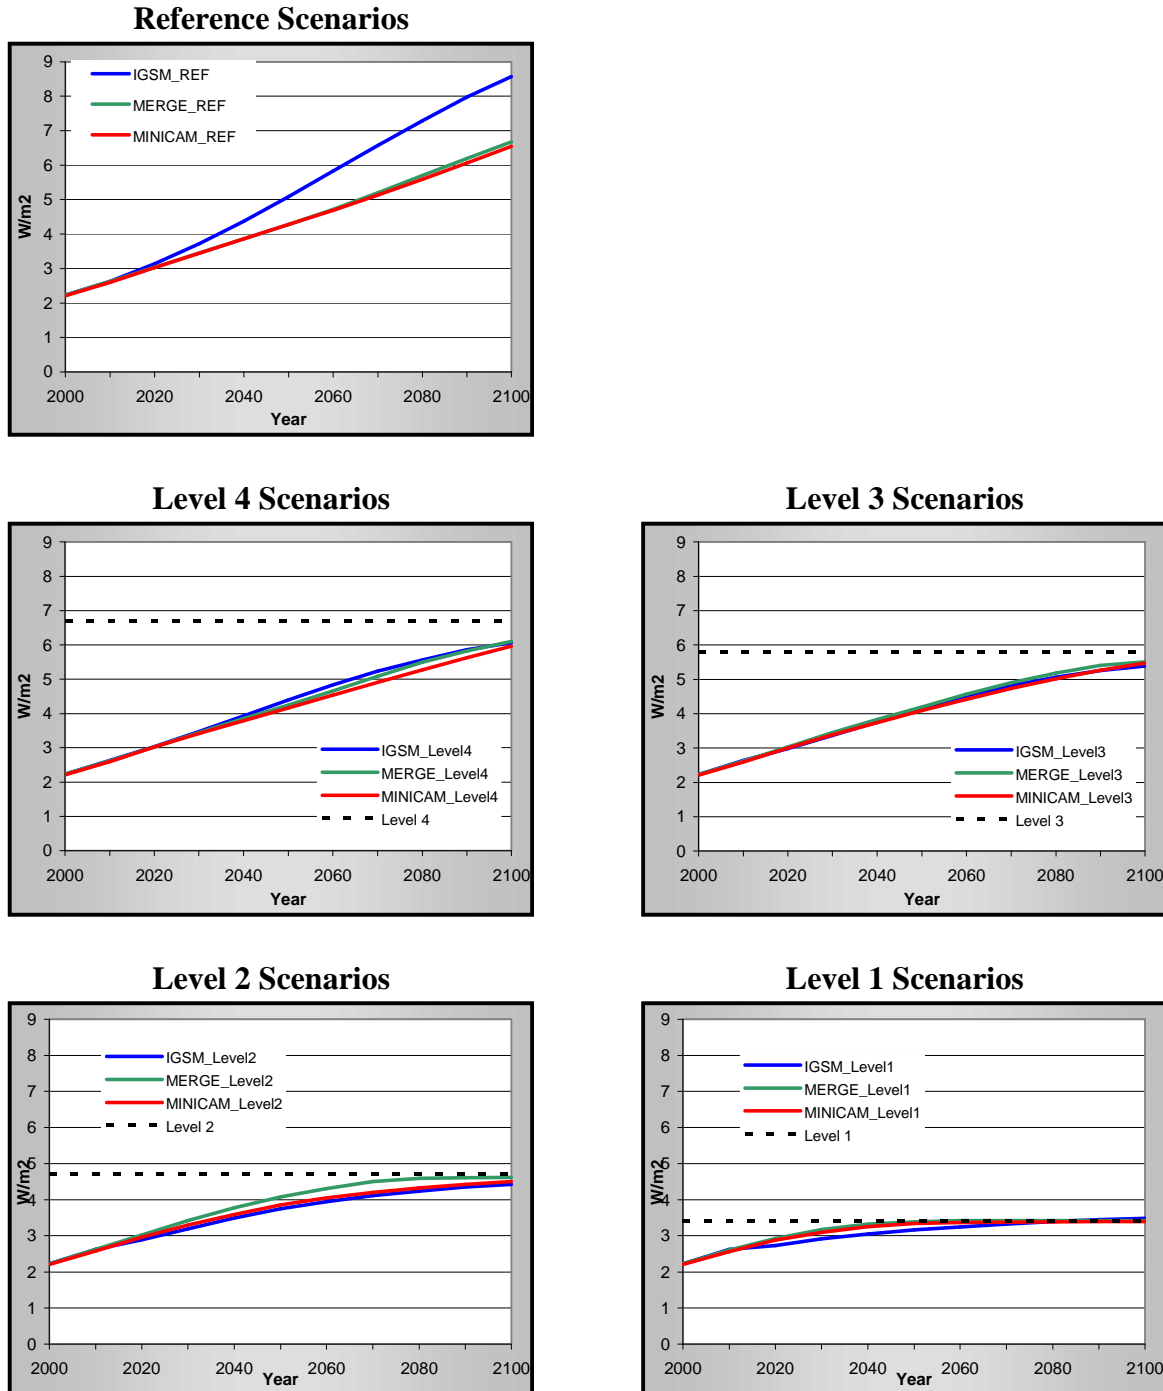 Reference Scenarios
9
8
7
6
5
4
3
2
1
0
W/m2
IGSM_REF
MERGE_REF
MINICAM_REF
2000 2020 2040 2060 2080 2100
Year
Level 4 Scenarios
9
8
7
6
5
4
3
2
1
0
W/m2
IGSM_Level4
MERGE_Level4
MINICAM_Level4
Level 4
2000 2020 2040 2060 2080 2100
Year
Level 3 Scenarios
9
8
7
6
5
4
3
2
1
0
W/m2
IGSM_Level3
MERGE_Level3
MINICAM_Level3
Level 3
2000 2020 2040 2060 2080 2100
Year
Level 2 Scenarios
9
8
7
6
5
4
3
2
1
0
W/m2
IGSM_Level2
MERGE_Level2
MINICAM_Level2
Level 2
2000 2020 2040 2060 2080 2100
Year
Level 1 Scenarios
9
8
7
6
5
4
3
2
1
0
W/m2
IGSM_Level1
MERGE_Level1
MINICAM_Level1
Level 1
2000 2020 2040 2060 2080 2100
Year